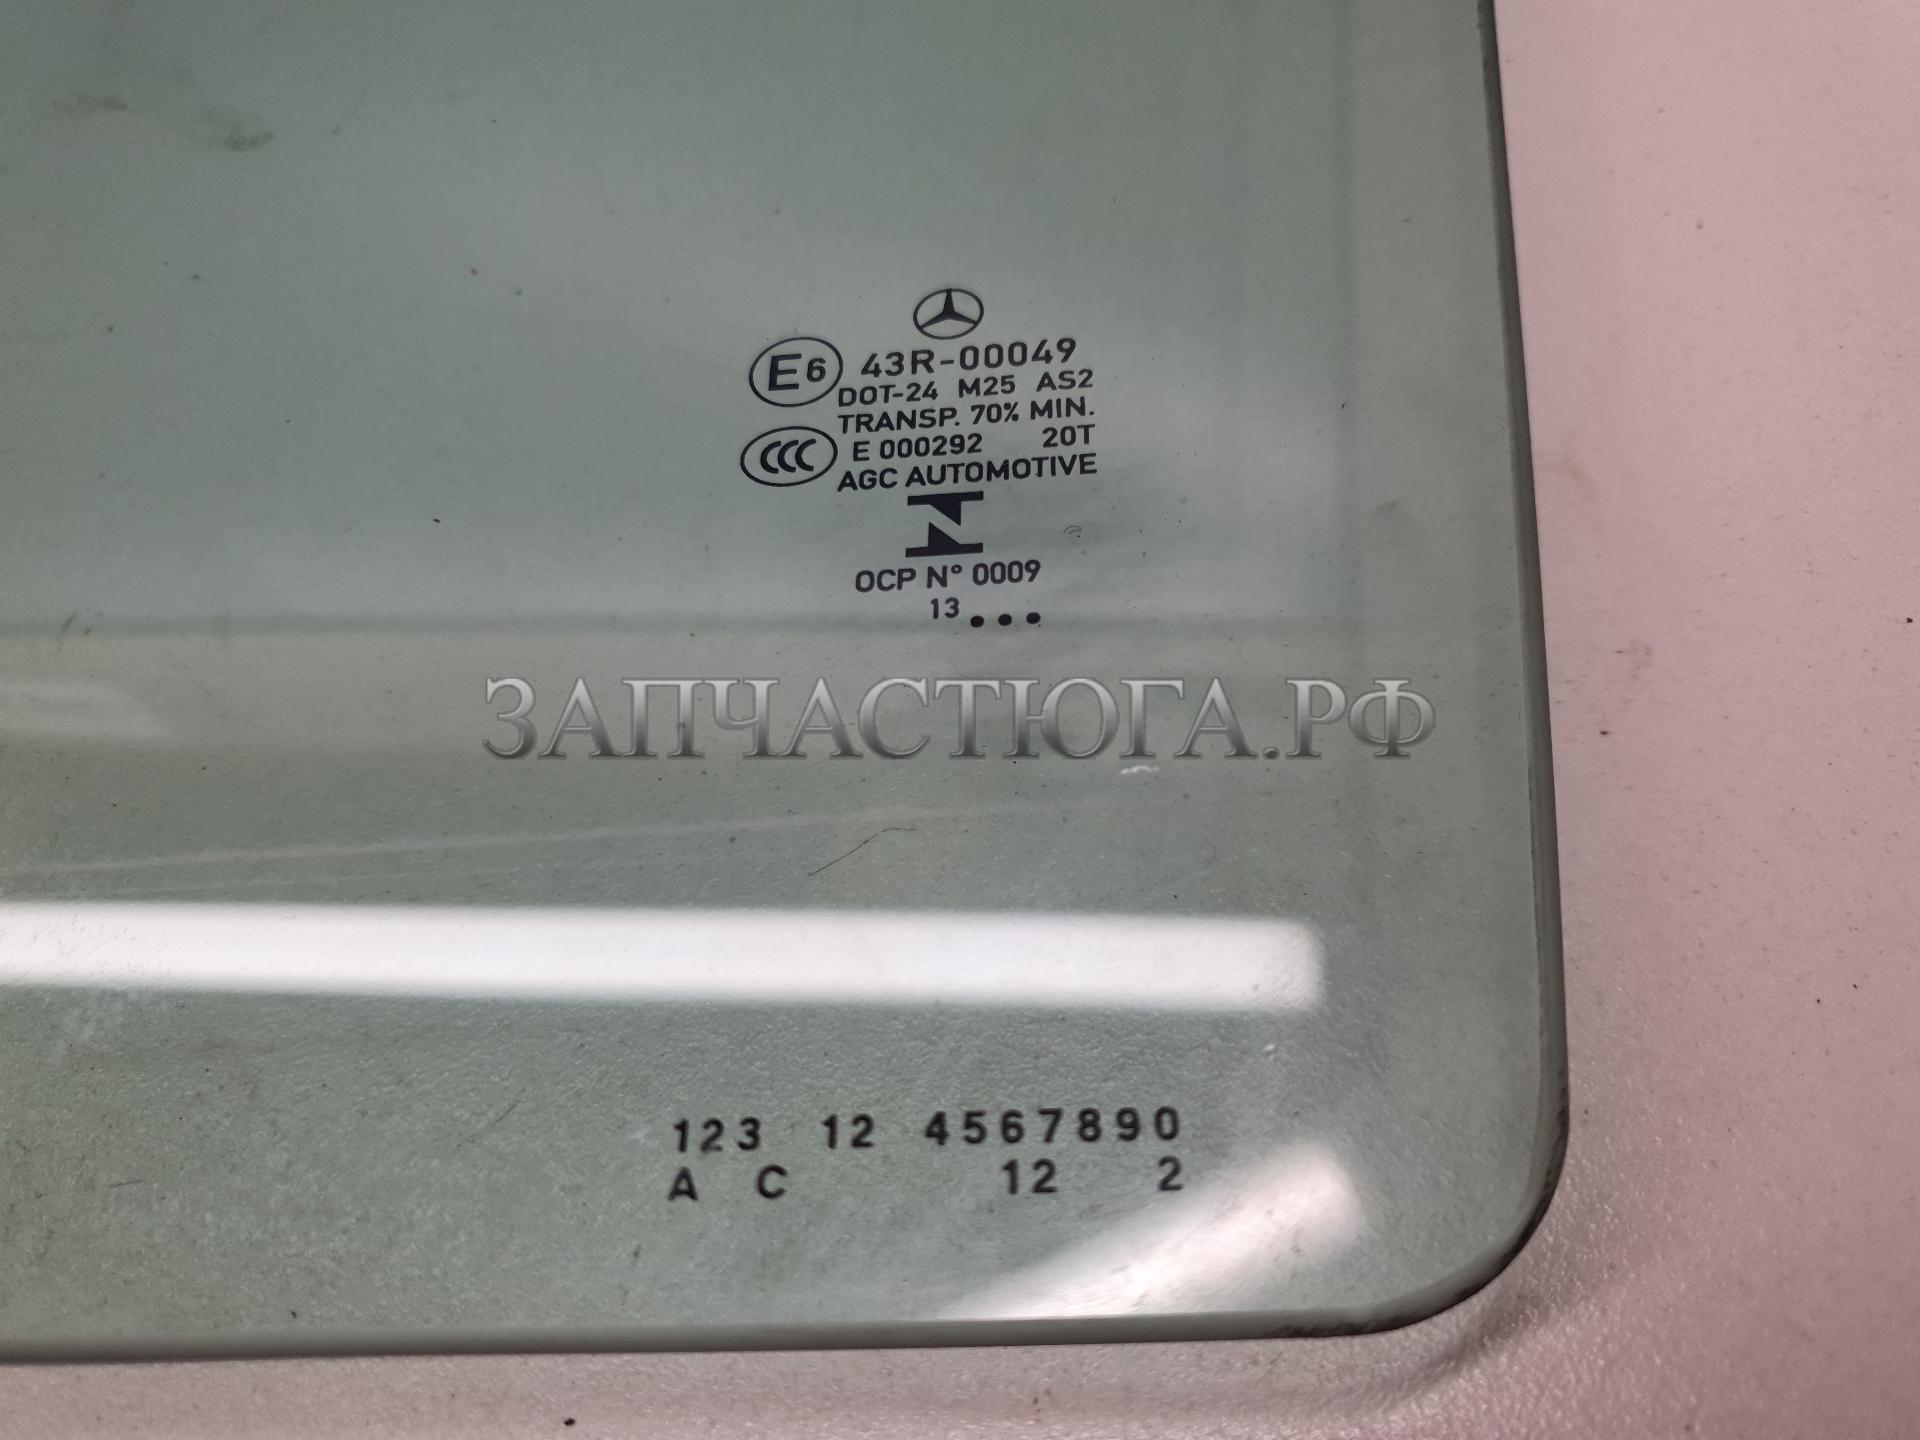 E6 43R-00049
DOT-24 M25 AS2
TRANSP. 70% MIN.
CCC E 000292 20T
AGC AUTOMOTIVE
OCP N° 0009
13...
ЗАПЧАСТЮГА.РФ
123 12 4567890
A C 12 2